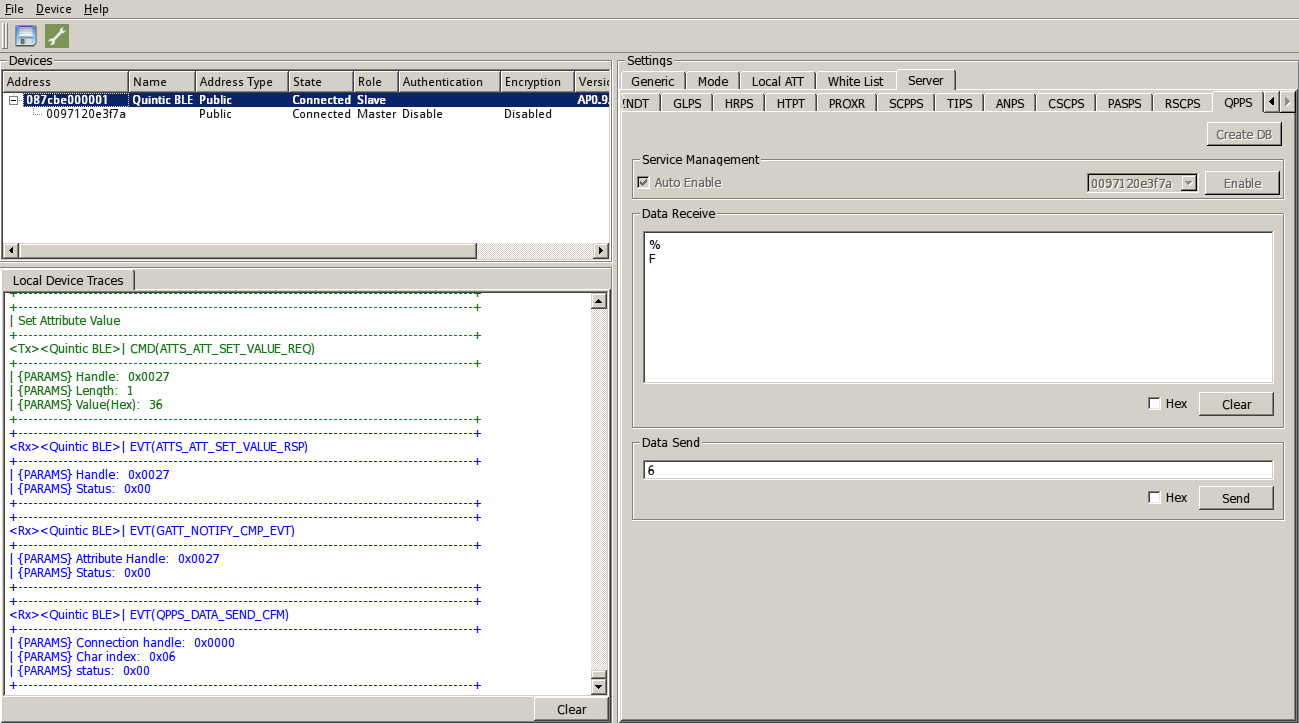 File Device Help
Devices
Address Name Address Type State Role Authentication Encryption Versio
087cbe000001 Quintic BLE Public Connected Slave AP0.9.
0097120e3f7a Public Connected Master Disable Disabled
Local Device Traces
+-----------------------------------------------------------------------------+
+-----------------------------------------------------------------------------+
| Set Attribute Value
+-----------------------------------------------------------------------------+
<Tx><Quintic BLE>| CMD(ATTS_ATT_SET_VALUE_REQ)
+-----------------------------------------------------------------------------+
| {PARAMS} Handle: 0x0027
| {PARAMS} Length: 1
| {PARAMS} Value(Hex): 36
+-----------------------------------------------------------------------------+
+-----------------------------------------------------------------------------+
<Rx><Quintic BLE>| EVT(ATTS_ATT_SET_VALUE_RSP)
+-----------------------------------------------------------------------------+
| {PARAMS} Handle: 0x0027
| {PARAMS} Status: 0x00
+-----------------------------------------------------------------------------+
+-----------------------------------------------------------------------------+
<Rx><Quintic BLE>| EVT(GATT_NOTIFY_CMP_EVT)
+-----------------------------------------------------------------------------+
| {PARAMS} Attribute Handle: 0x0027
| {PARAMS} Status: 0x00
+-----------------------------------------------------------------------------+
+-----------------------------------------------------------------------------+
<Rx><Quintic BLE>| EVT(QPPS_DATA_SEND_CFM)
+-----------------------------------------------------------------------------+
| {PARAMS} Connection handle: 0x0000
| {PARAMS} Char index: 0x06
| {PARAMS} status: 0x00
+-----------------------------------------------------------------------------+
Clear
Settings
Generic Mode Local ATT White List Server
NDT GLPS HRPS HTPT PROXR SCPPS TIPS ANPS CSCPS PASPS RSCPS QPPS
Create DB
Service Management
Auto Enable 0097120e3f7a Enable
Data Receive
%
F
Hex Clear
Data Send
6
Hex Send